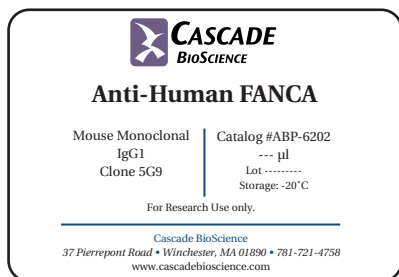 CASCADE
BIOSCIENCE
Anti-Human FANCA
Mouse Monoclonal
IgG1
Clone 5G9
Catalog #ABP-6202
--- µl
Lot ---------
Storage: -20˚C
For Research Use only.
Cascade BioScience
37 Pierrepont Road • Winchester, MA 01890 • 781-721-4758
www.cascadebioscience.com